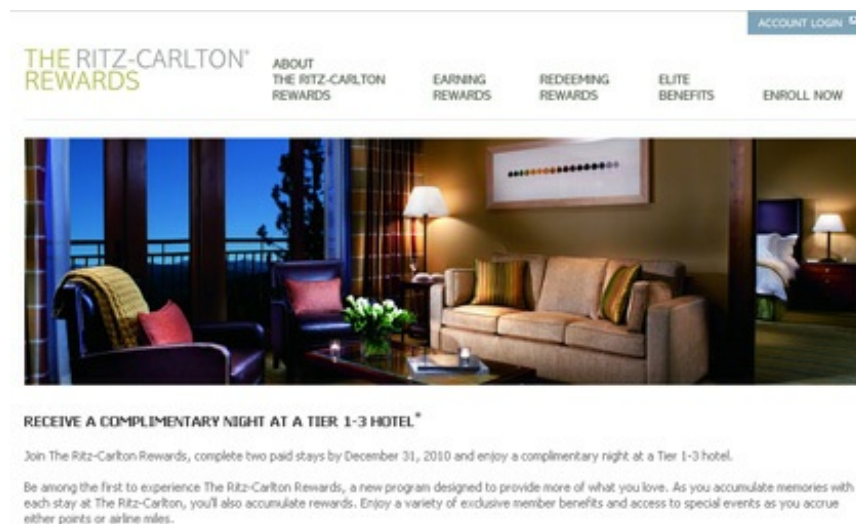 ACCOUNT LOGIN
THE RITZ-CARLTON®
REWARDS
ABOUT
THE RITZ-CARLTON
REWARDS
EARNING
REWARDS
REDEEMING
REWARDS
ELITE
BENEFITS
ENROLL NOW
RECEIVE A COMPLIMENTARY NIGHT AT A TIER 1-3 HOTEL*
Join The Ritz-Carlton Rewards, complete two paid stays by December 31, 2010 and enjoy a complimentary night at a Tier 1-3 hotel.
Be among the first to experience The Ritz-Carlton Rewards, a new program designed to provide more of what you love. As you accumulate memories with
each stay at The Ritz-Carlton, you'll also accumulate rewards. Enjoy a variety of exclusive member benefits and access to special events as you accrue
either points or airline miles.